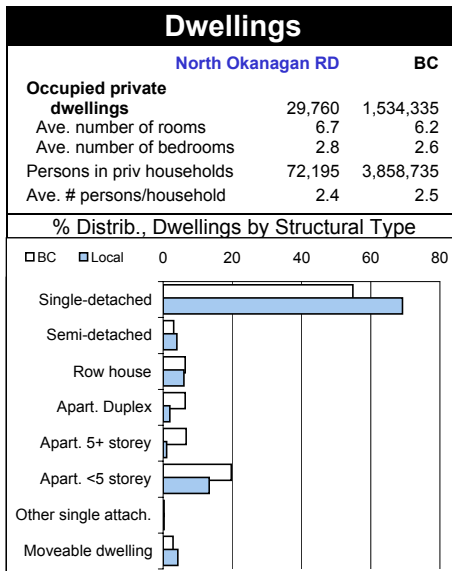 Dwellings
North Okanagan RD BC
Occupied private
dwellings 29,760 1,534,335
Ave. number of rooms 6.7 6.2
Ave. number of bedrooms 2.8 2.6
Persons in priv households 72,195 3,858,735
Ave. # persons/household 2.4 2.5
% Distrib., Dwellings by Structural Type
BC Local 0 20 40 60 80
Single-detached
Semi-detached
Row house
Apart. Duplex
Apart. 5+ storey
Apart. <5 storey
Other single attach.
Moveable dwelling